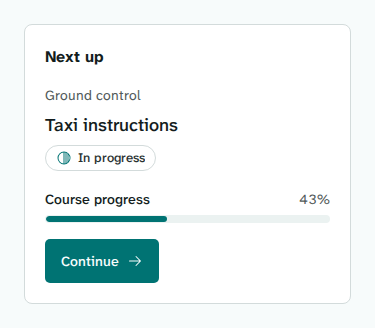 Next up
Ground control
Taxi instructions
In progress
Course progress 43%
Continue →